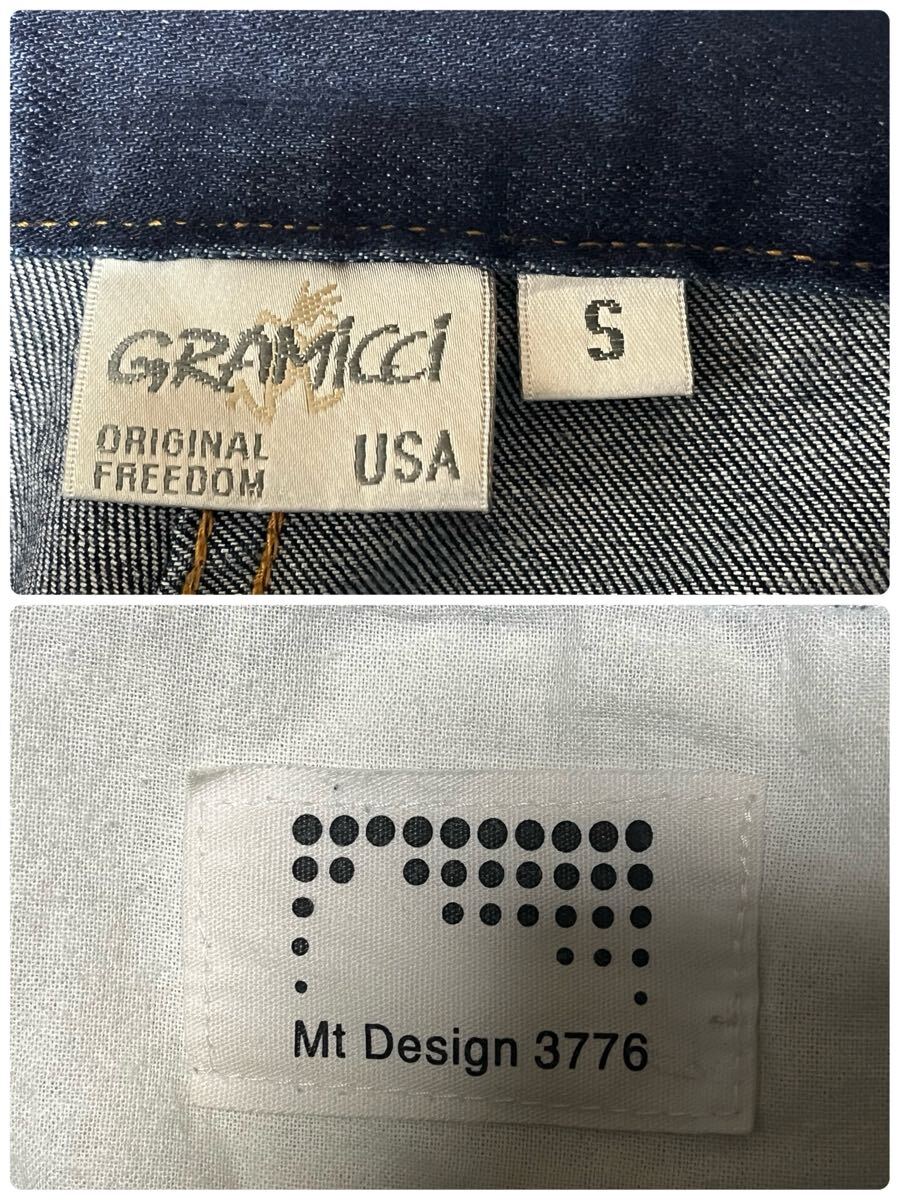 GRAMiCCi
ORIGINAL
FREEDOM
USA
S
Mt Design 3776